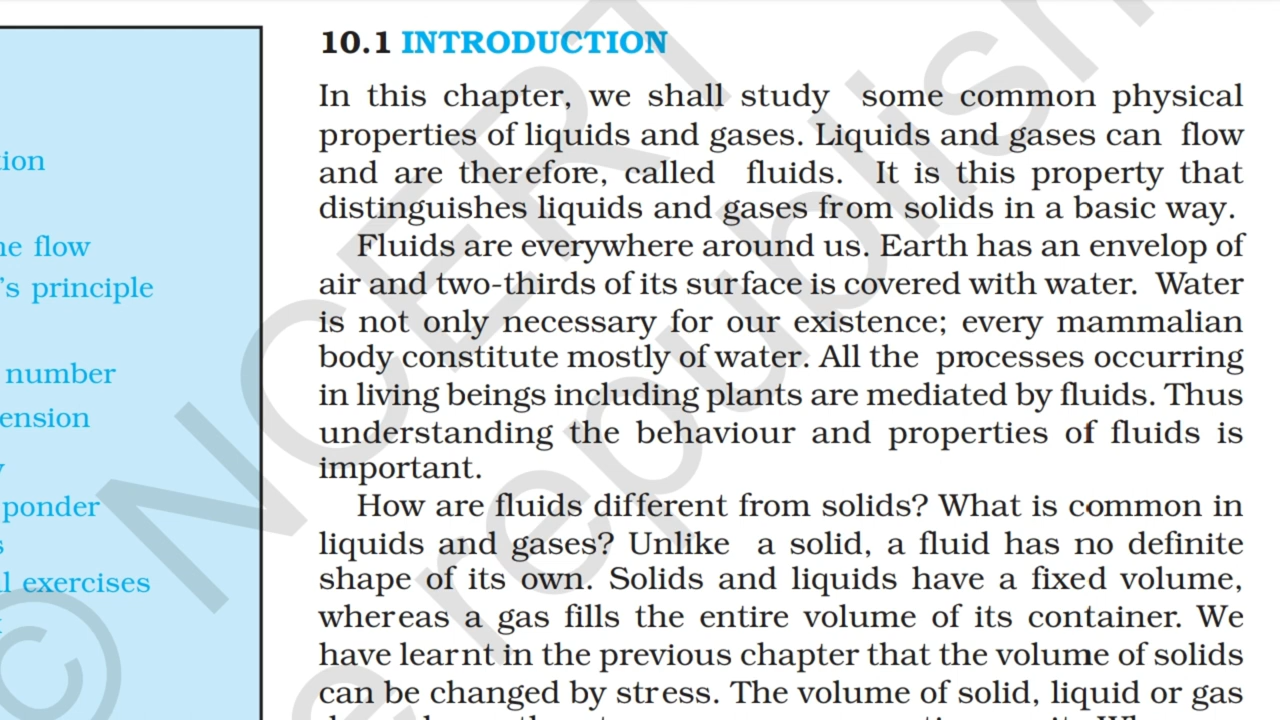 tion
ne flow
's principle
number
ension
y
ponder
s
l exercises
10.1 INTRODUCTION
In this chapter, we shall study some common physical
properties of liquids and gases. Liquids and gases can flow
and are therefore, called fluids. It is this property that
distinguishes liquids and gases from solids in a basic way.
Fluids are everywhere around us. Earth has an envelop of
air and two-thirds of its surface is covered with water. Water
is not only necessary for our existence; every mammalian
body constitute mostly of water. All the processes occurring
in living beings including plants are mediated by fluids. Thus
understanding the behaviour and properties of fluids is
important.
How are fluids different from solids? What is common in
liquids and gases? Unlike a solid, a fluid has no definite
shape of its own. Solids and liquids have a fixed volume,
whereas a gas fills the entire volume of its container. We
have learnt in the previous chapter that the volume of solids
can be changed by stress. The volume of solid, liquid or gas
© NCERT
be republish